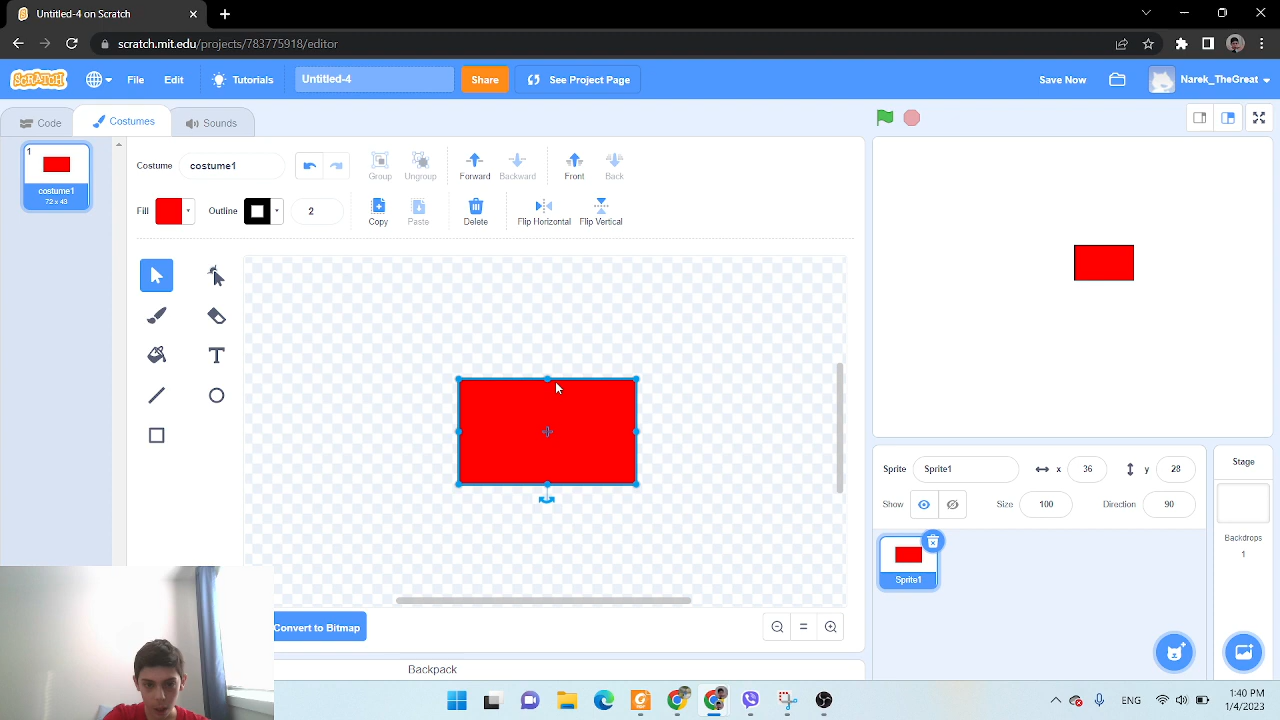 Untitled-4 on Scratch
scratch.mit.edu/projects/783775918/editor
SCRATCH
File
Edit
Tutorials
Untitled-4
Share
See Project Page
Save Now
Narek_TheGreat
Code
Costumes
Sounds
1
costume1
72 x 43
Costume
costume1
Group
Ungroup
Forward
Backward
Front
Back
Fill
Outline
2
Copy
Paste
Delete
Flip Horizontal
Flip Vertical
Convert to Bitmap
Backpack
Sprite
Sprite1
x
36
y
28
Show
Size
100
Direction
90
Sprite1
Stage
Backdrops
1
ENG
1:40 PM
1/4/2023